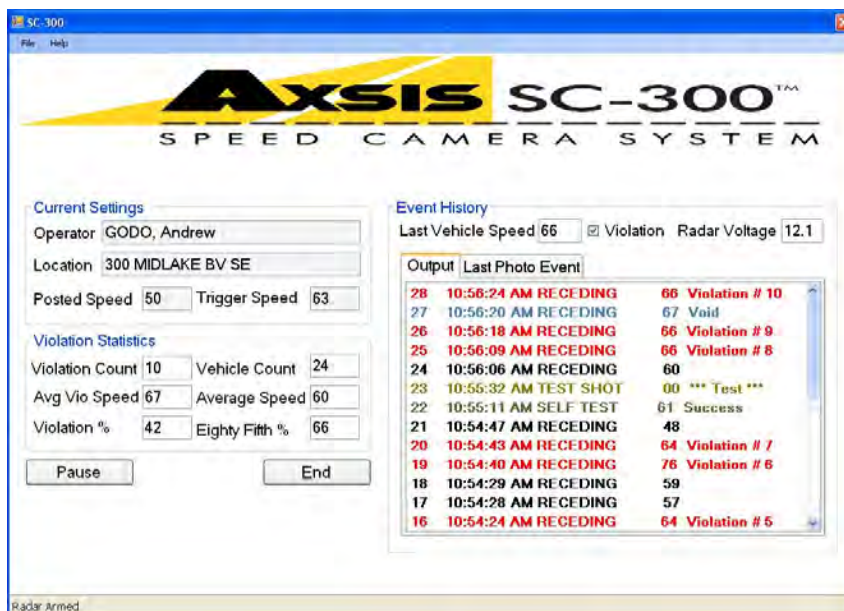 SC-300
File Help
AXSIS SC-300™
SPEED CAMERA SYSTEM
Current Settings
Operator GODO, Andrew
Location 300 MIDLAKE BV SE
Posted Speed 50 Trigger Speed 63
Violation Statistics
Violation Count 10 Vehicle Count 24
Avg Vio Speed 67 Average Speed 60
Violation % 42 Eighty Fifth % 66
Pause End
Event History
Last Vehicle Speed 66 Violation Radar Voltage 12.1
Output Last Photo Event
28 10:56:24 AM RECEDING 66 Violation # 10
27 10:56:20 AM RECEDING 67 Void
26 10:56:18 AM RECEDING 66 Violation # 9
25 10:56:09 AM RECEDING 66 Violation # 8
24 10:56:06 AM RECEDING 60
23 10:55:32 AM TEST SHOT 00 *** Test ***
22 10:55:11 AM SELF TEST 61 Success
21 10:54:47 AM RECEDING 48
20 10:54:43 AM RECEDING 64 Violation # 7
19 10:54:40 AM RECEDING 76 Violation # 6
18 10:54:29 AM RECEDING 59
17 10:54:28 AM RECEDING 57
16 10:54:24 AM RECEDING 64 Violation # 5
Radar Armed